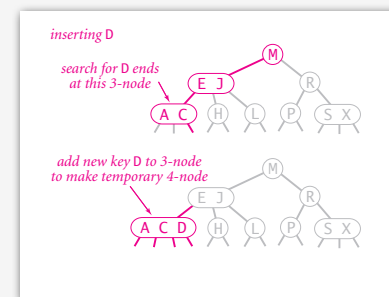 inserting D
M
search for D ends
at this 3-node
E J
R
A C
H
L
P
S X
add new key D to 3-node
to make temporary 4-node
M
E J
R
A C D
H
L
P
S X